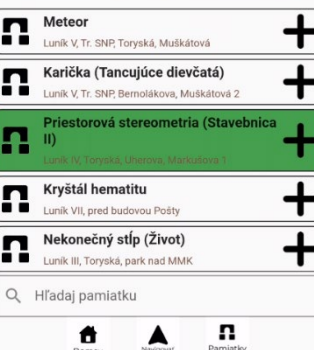 Meteor
Luník V, Tr. SNP, Toryská, Muškátová
Karička (Tancujúce dievčatá)
Luník V, Tr. SNP, Bernolákova, Muškátová 2
Priestorová stereometria (Stavebnica
II)
Luník IV, Toryská, Uherova, Markušova 1
Kryštál hematitu
Luník VII, pred budovou Pošty
Nekonečný stĺp (Život)
Luník III, Toryská, park nad MMK
Hľadaj pamiatku
Domov
Pamiatky